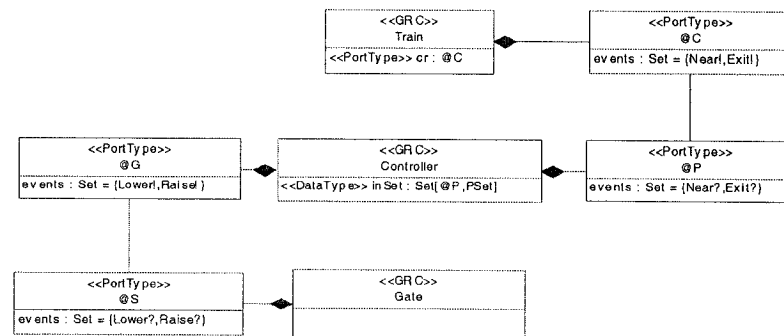 <<GRC>>
Train
<<PortType>> cr : @C
<<PortType>>
@C
events : Set = {Near!,Exit!}
<<PortType>>
@G
events : Set = {Lower!,Raise!}
<<GRC>>
Controller
<<DataType>> inSet : Set[@P,PSet]
<<PortType>>
@P
events : Set = {Near?,Exit?}
<<PortType>>
@S
events : Set = {Lower?,Raise?}
<<GRC>>
Gate